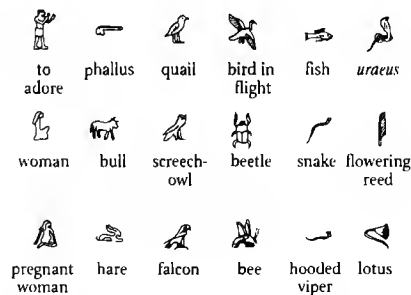 to phallus quail bird in fish uraeus
adore flight
woman bull screech- beetle snake flowering
owl reed
pregnant hare falcon bee hooded lotus
woman viper